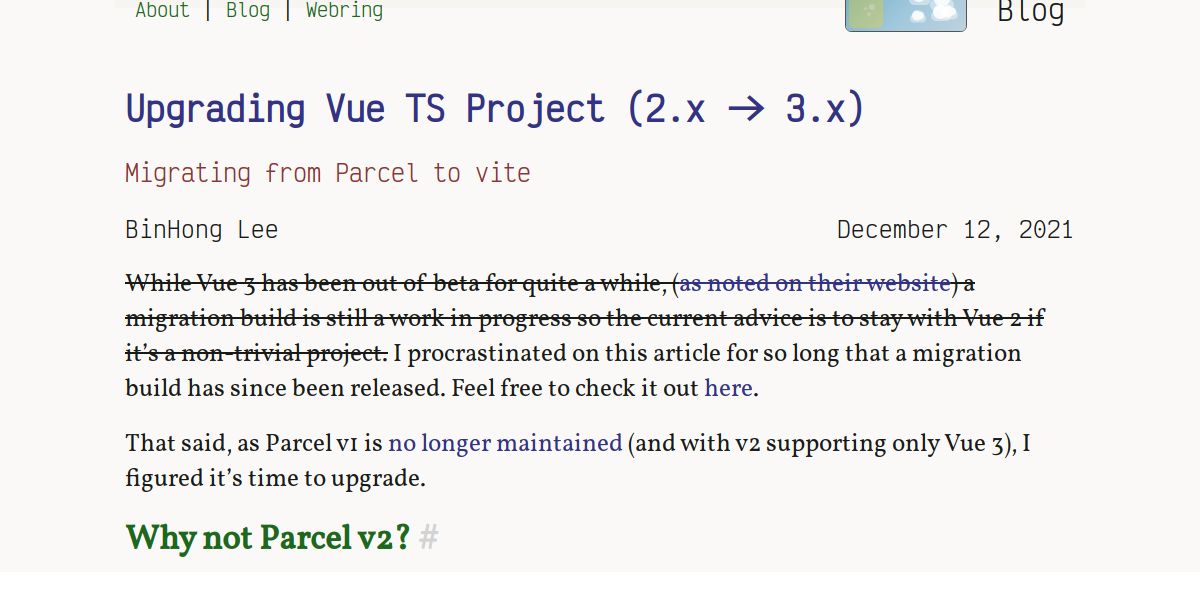 About | Blog | Webring
Blog
Upgrading Vue TS Project (2.x → 3.x)
Migrating from Parcel to vite
BinHong Lee
December 12, 2021
While Vue 3 has been out of beta for quite a while, (as noted on their website) a
migration build is still a work in progress so the current advice is to stay with Vue 2 if
it’s a non-trivial project. I procrastinated on this article for so long that a migration
build has since been released. Feel free to check it out here.
That said, as Parcel v1 is no longer maintained (and with v2 supporting only Vue 3), I
figured it’s time to upgrade.
Why not Parcel v2? #